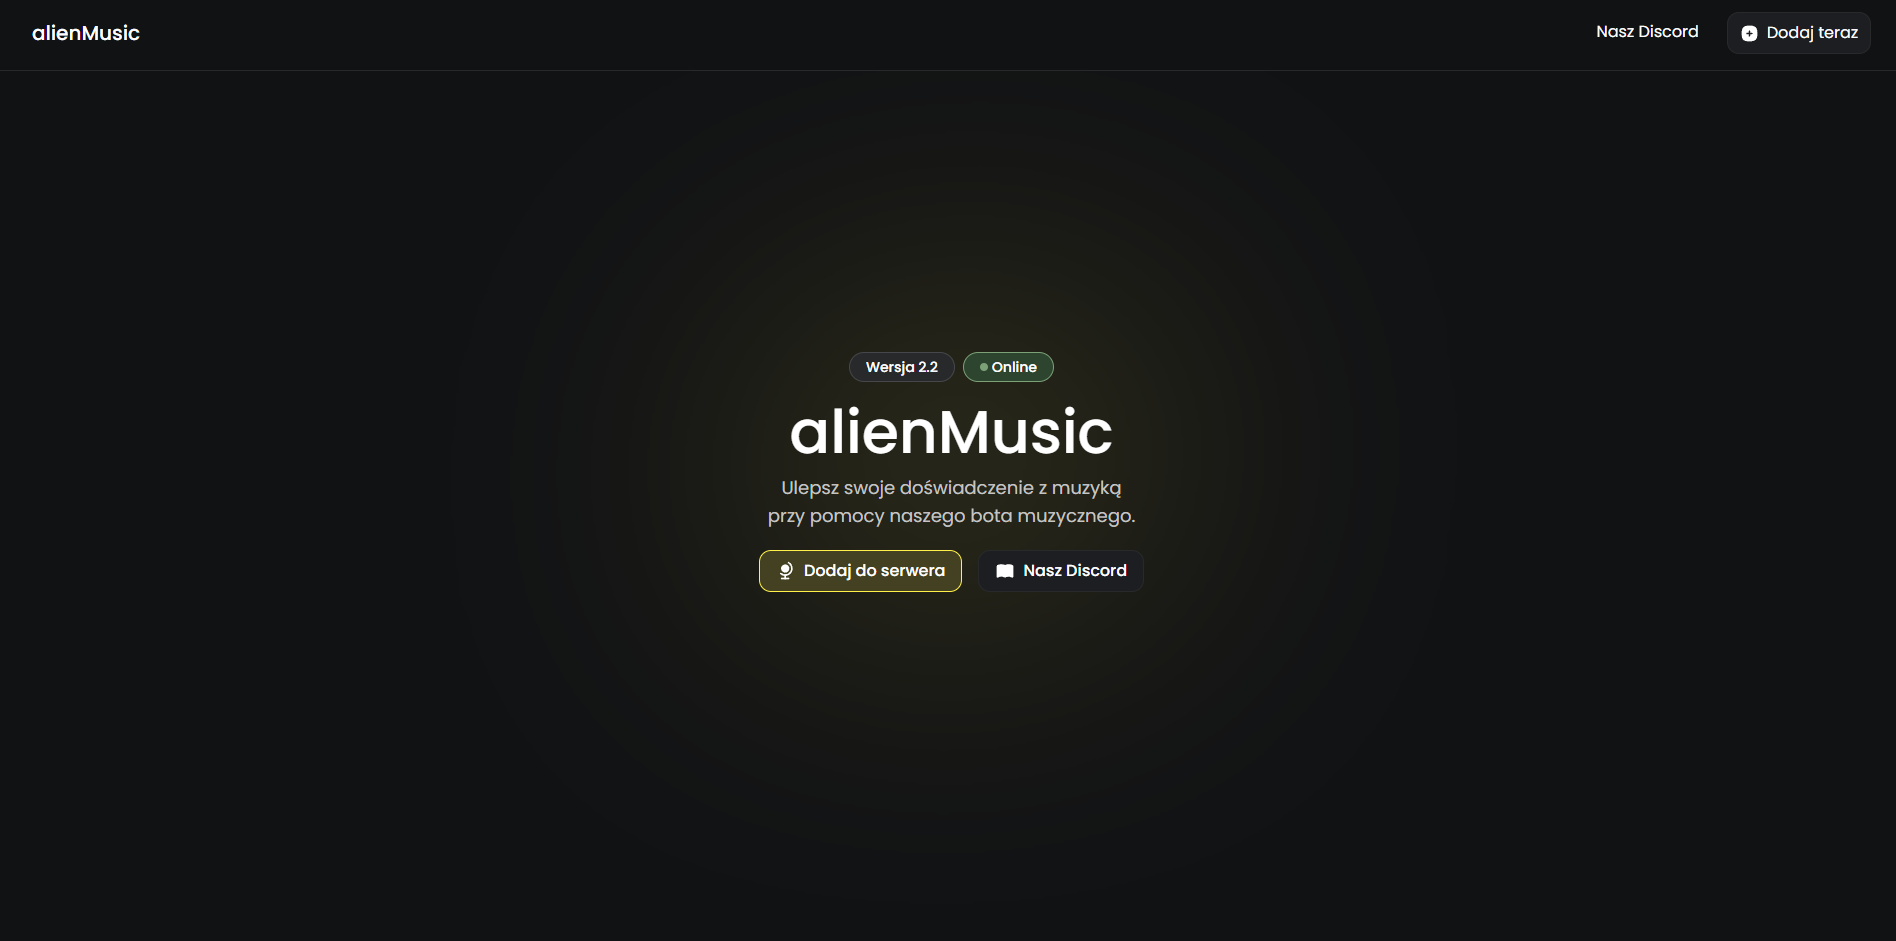 alienMusic
Nasz Discord
Dodaj teraz
Wersja 2.2
Online
alienMusic
Ulepsz swoje doświadczenie z muzyką
przy pomocy naszego bota muzycznego.
Dodaj do serwera
Nasz Discord